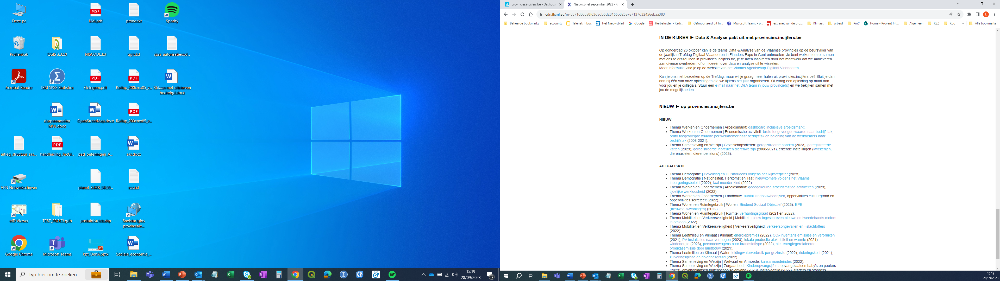 Deze pc
Mol.pdf
prono.txt
Spotify
Prullenbak
QGIS 3.32.0
NISCODE.txt
qgis.txt
spss_autorisatiecod...
Acrobat Reader
IBM SPSS Statistics
Oelegem.pdf
Rollup_200cmx85_v...
Stilaan met uitsterven
bedreigd.docx
dorpenmonitor
MOL.docx
OpenStreetMap.docx
Rollup_200cmx85_v...
uitleg_structuur_sas....
handleiding_ArcGI...
pad_oefeningen_A...
sas.docx
VPN Netwerkschijven
planet_3.028_50.59...
sas.txt
eID Viewer
TEST_PROC3.gdb
postaldistricts.shp
Snelstartgids
provinciale...
Google Chrome
Microsoft Teams
Ppt_DenA.pptx
Sociale_economie_...
Typ hier om te zoeken
15:19
28/09/2023
17
provincies.incijfers.be - Dashbo
Nieuwsbrief september 2023 - G
cdn.flxml.eu/m-8571d008a8f63dadb5d28166b825e7e7137d32456ebaa383
Beheerde bookmarks
accounts
Telenet: Inbox
Het Nieuwsblad
Google
Herbeluister - Radi...
Geïmporteerd uit In...
Microsoft Teams - p...
extranet van de pro...
Klimaat
arbeid
PinC
Home - Provant Int...
Algemeen
KSZ
Kbo
»
Alle bookmarks
IN DE KIJKER ► Data & Analyse pakt uit met provincies.incijfers.be
Op donderdag 26 oktober kan je de teams Data & Analyse van de Vlaamse provincies op de beursvloer van
de jaarlijkse Trefdag Digitaal Vlaanderen in Flanders Expo in Gent ontmoeten. Je bent welkom om er samen
met ons te grasduinen in provincies.incijfers.be, je te laten inspireren door het maatwerk dat we aanleveren
aan diverse overheden, of om ideeën over data en analyse uit te wisselen.
Meer informatie vind je op de website van het Vlaams Agentschap Digitaal Vlaanderen.
Kan je ons niet bezoeken op de Trefdag, maar wil je graag meer halen uit provincies.incijfers.be? Sluit je dan
aan bij één van onze opleidingen die we tijdens het jaar organiseren. Of vraag een opleiding op maat aan
voor jou en je collega's. Stuur een e-mail naar het D&A team in jouw provincie(s) en we bekijken samen met
jou de mogelijkheden.
NIEUW ► op provincies.incijfers.be
NIEUW
• Thema Werken en Ondernemen | Arbeidsmarkt: dashboard inclusieve arbeidsmarkt.
• Thema Werken en Ondernemen | Economische activiteit: bruto toegevoegde waarde naar bedrijfstak,
bruto toegevoegde waarde per werknemer naar bedrijfstak en beloning van de werknemers naar
bedrijfstak (2008-2021).
• Thema Samenleving en Welzijn | Gezelschapsdieren: geregistreerde honden (2023), geregistreerde
katten (2023), geregistreerde inbreuken dierenwelzijn (2008-2021), erkende instellingen (kwekerijen,
dierenasielen, dierenpensions) (2023).
ACTUALISATIE
• Thema Demografie | Bevolking en Huishoudens volgens het Rijksregister (2023).
• Thema Demografie | Nationaliteit, Herkomst en Taal: nieuwkomers volgens het Vlaams
inburgeringsbeleid (2022), taal moeder-kind (2022).
• Thema Werken en Ondernemen | Arbeidsmarkt: goedgekeurde arbeidsmatige activiteiten (2023),
tijdelijke werkloosheid (2022).
• Thema Werken en Ondernemen | Landbouw: aantal landbouwbedrijven, oppervlaktes cultuurgrond en
oppervlaktes serreteelt (2022).
• Thema Wonen en Ruimtegebruik | Wonen: Bindend Sociaal Objectief (2023), EPB
(nieuwbouwwoningen) (2022).
• Thema Wonen en Ruimtegebruik | Ruimte: verhardingsgraad (2021 en 2022).
• Thema Mobiliteit en Verkeersveiligheid | Mobiliteit: nieuw ingeschreven nieuwe en tweedehands motors
in omloop (2022).
• Thema Mobiliteit en Verkeersveiligheid | Verkeersveiligheid: verkeersongevallen en –slachtoffers
(2022).
• Thema Leefmilieu en Klimaat | Klimaat: energiepremies (2022), CO2 inventaris emissies en verbruiken
(2021), PV-installaties naar vermogen (2023), lokale productie elektriciteit en warmte (2021),
windenergie (2023), personenwagens naar brandstoftype (2022), niet-energiegerelateerde
broeikasemissie door landbouw (2021).
• Thema Leefmilieu en Klimaat | Water: leidingwaterverbruik per gezinslid (2022), rioleringskost (2021),
zuiveringsgraad en rioleringsgraad (2022).
• Thema Samenleving en Welzijn | Welvaart en Armoede: kansarmoedeindex (2022).
• Thema Samenleving en Welzijn | Zorgaanbod | Kinderopvangcijfers: opvangplaatsen baby's en peuters
(2023), opvangplaatsen buitenschoolse opvang (2023), instapleeftijd (2022), starters en stoppers
15:19
28/09/2023